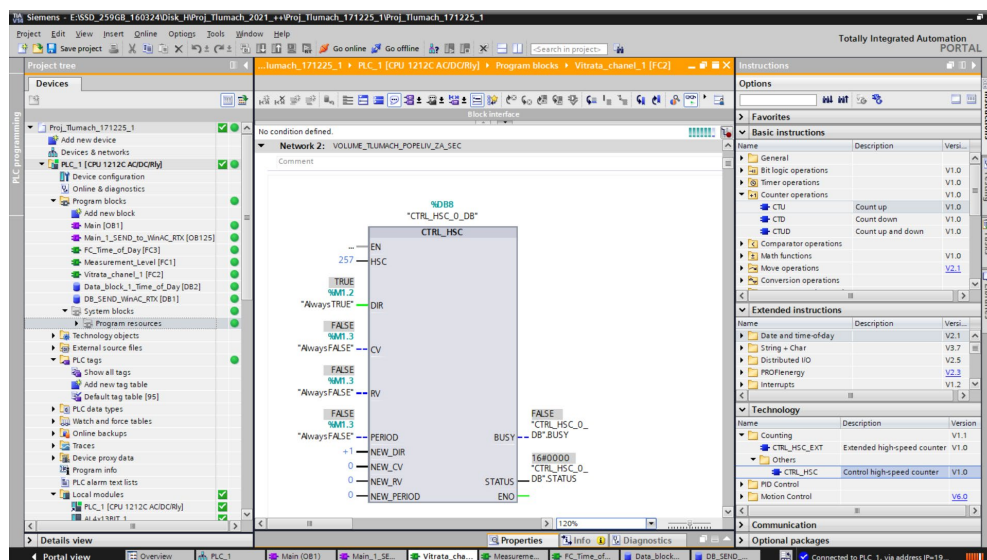 Siemens - E:\SSD_259GB_160324\Disk_H\Proj_Tlumach_2021_++\Proj_Tlumach_171225_1\Proj_Tlumach_171225_1
Project Edit View Insert Online Options Tools Window Help
Totally Integrated Automation
PORTAL
Save project
Go online
Go offline
<Search in project>
Project tree
Devices
PLC programming
Proj_Tlumach_171225_1
Add new device
Devices & networks
PLC_1 [CPU 1212C AC/DC/Rly]
Device configuration
Online & diagnostics
Program blocks
Add new block
Main [OB1]
Main_1_SEND_to_WinAC_RTX [OB125]
FC_Time_of_Day [FC3]
Measurement_Level [FC1]
Vitrata_chanel_1 [FC2]
Data_block_1_Time_of_Day [DB2]
DB_SEND_WinAC_RTX [DB1]
System blocks
Program resources
Technology objects
External source files
PLC tags
Show all tags
Add new tag table
Default tag table [95]
PLC data types
Watch and force tables
Online backups
Traces
Device proxy data
Program info
PLC alarm text lists
Local modules
PLC_1 [CPU 1212C AC/DC/Rly]
AI 4x13BIT_1
Details view
...lumach_171225_1 ▸ PLC_1 [CPU 1212C AC/DC/Rly] ▸ Program blocks ▸ Vitrata_chanel_1 [FC2]
Block interface
No condition defined.
Network 2: VOLUME_TLUMACH_POPELIV_ZA_SEC
Comment
%DB8
"CTRL_HSC_0_DB"
CTRL_HSC
... EN
257 HSC
TRUE
%M1.2
"AlwaysTRUE" DIR
FALSE
%M1.3
"AlwaysFALSE" CV
FALSE
%M1.3
"AlwaysFALSE" RV
FALSE
%M1.3
"AlwaysFALSE" PERIOD
+1 NEW_DIR
0 NEW_CV
0 NEW_RV
0 NEW_PERIOD
FALSE
"CTRL_HSC_0_
BUSY DB".BUSY
16#0000
"CTRL_HSC_0_
STATUS DB".STATUS
ENO
120%
Properties Info Diagnostics
Instructions
Options
Favorites
Basic instructions
Name Description Versi...
General
Bit logic operations V1.0
Timer operations V1.0
Counter operations V1.0
CTU Count up V1.0
CTD Count down V1.0
CTUD Count up and down V1.0
Comparator operations
Math functions V1.0
Move operations V2.1
Conversion operations
Extended instructions
Name Description Versi...
Date and time-of-day V2.1
String + Char V3.7
Distributed I/O V2.5
PROFIenergy V2.3
Interrupts V1.2
Technology
Name Description Version
Counting V1.1
CTRL_HSC_EXT Extended high-speed counter V1.0
Others
CTRL_HSC Control high-speed counter V1.0
PID Control
Motion Control V6.0
Communication
Optional packages
Portal view Overview PLC_1 Main (OB1) Main_1_SE... Vitrata_cha... Measureme... FC_Time_of... Data_block... DB_SEND_... Connected to PLC_1, via address IP=19...